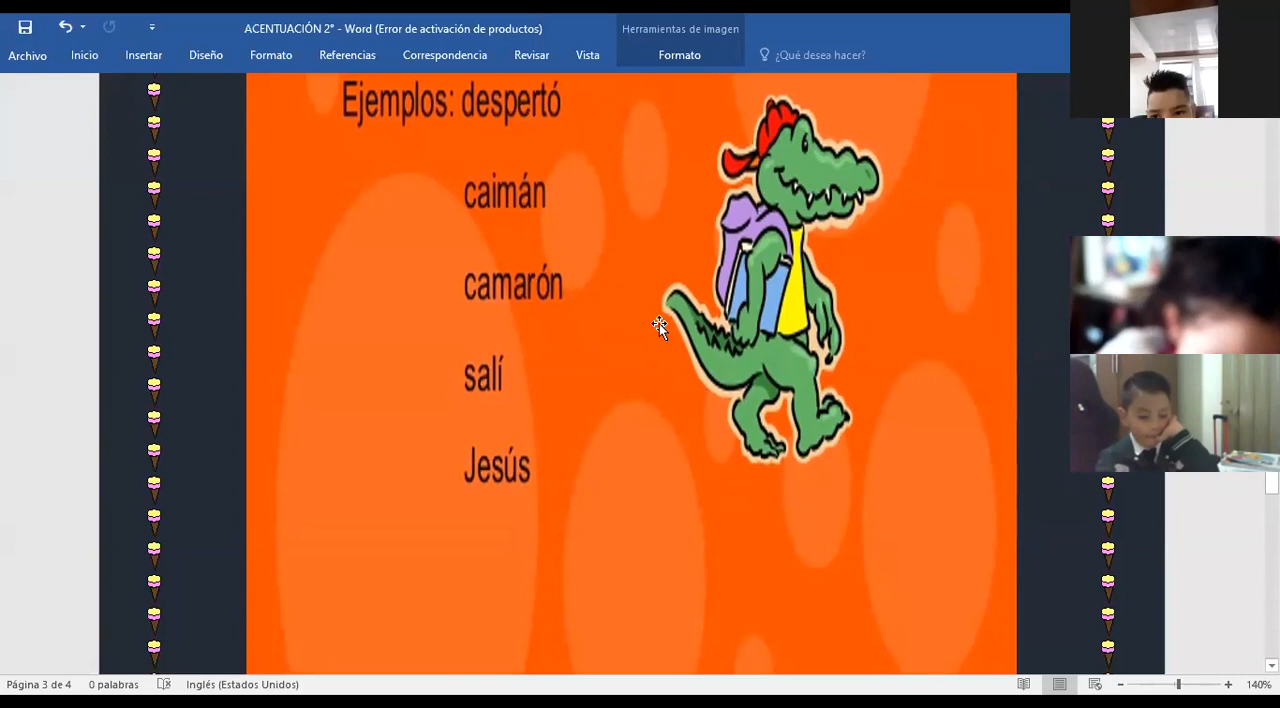 ACENTUACIÓN 2° - Word (Error de activación de productos)
Herramientas de imagen
Archivo Inicio Insertar Diseño Formato Referencias Correspondencia Revisar Vista Formato ¿Qué desea hacer?
Ejemplos: despertó
caimán
camarón
salí
Jesús
Página 3 de 4 0 palabras Inglés (Estados Unidos) 140%